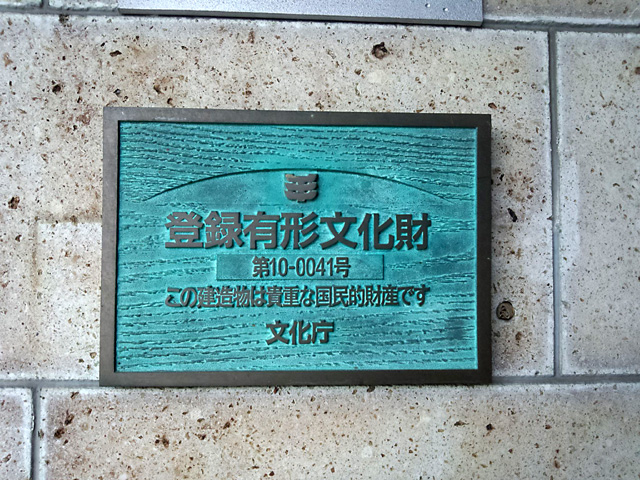 登録有形文化財
第10-0041号
この建造物は貴重な国民的財産です
文化庁